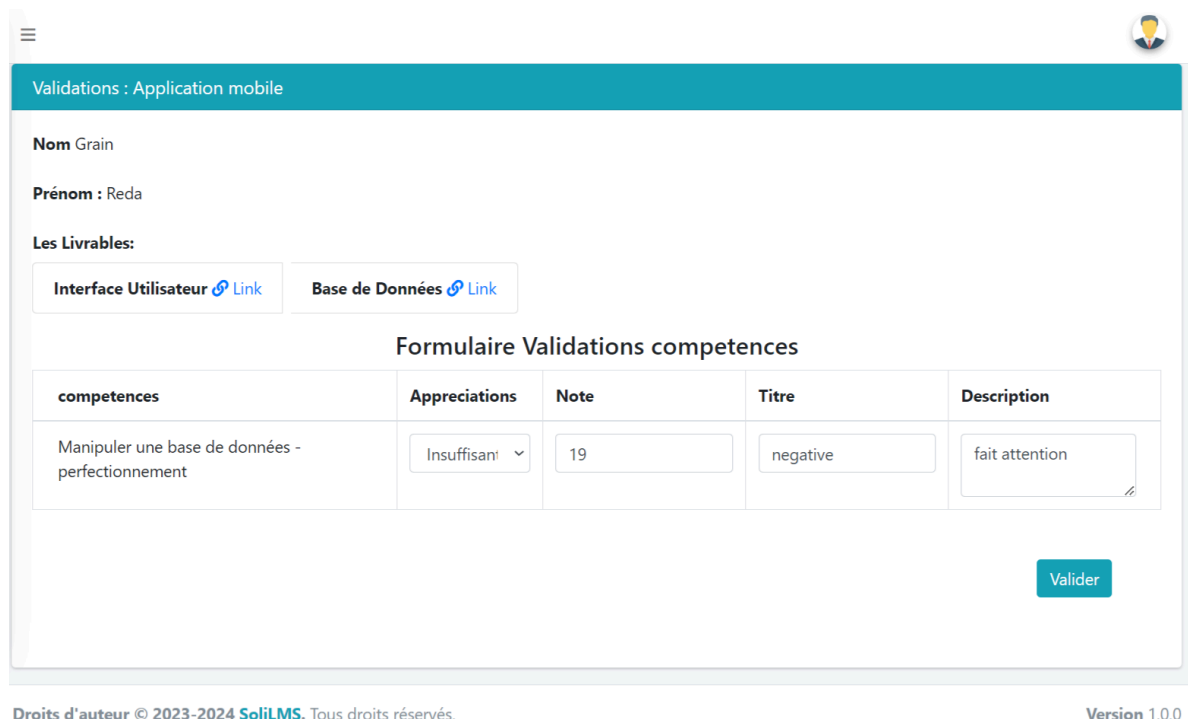 Validations : Application mobile
Nom Grain
Prénom : Reda
Les Livrables:
Interface Utilisateur Link Base de Données Link
Formulaire Validations competences
competences Appreciations Note Titre Description
Manipuler une base de données - Insuffisant 19 negative fait attention
perfectionnement
Valider
Droits d'auteur © 2023-2024 SoliLMS. Tous droits réservés. Version 1.0.0